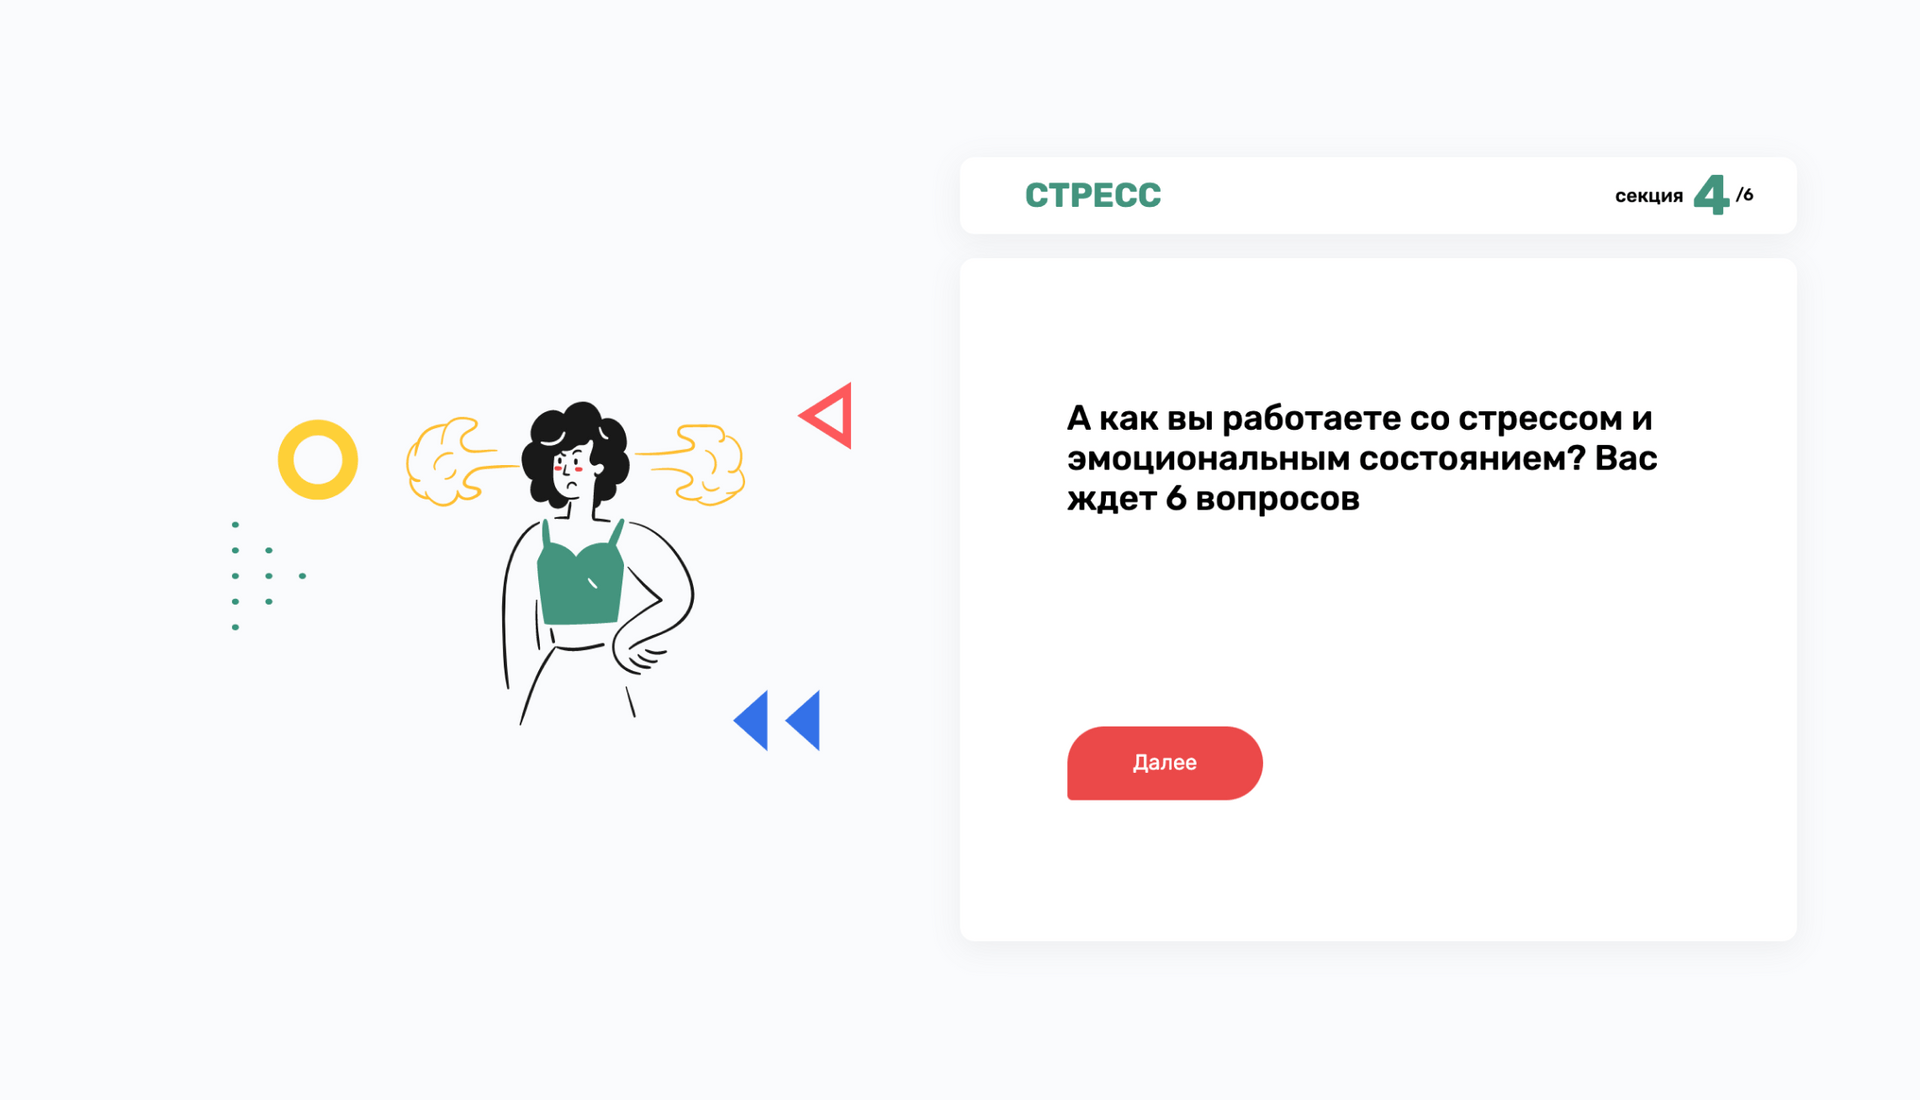 СТРЕСС
секция 4 /6
А как вы работаете со стрессом и
эмоциональным состоянием? Вас
ждет 6 вопросов
Далее